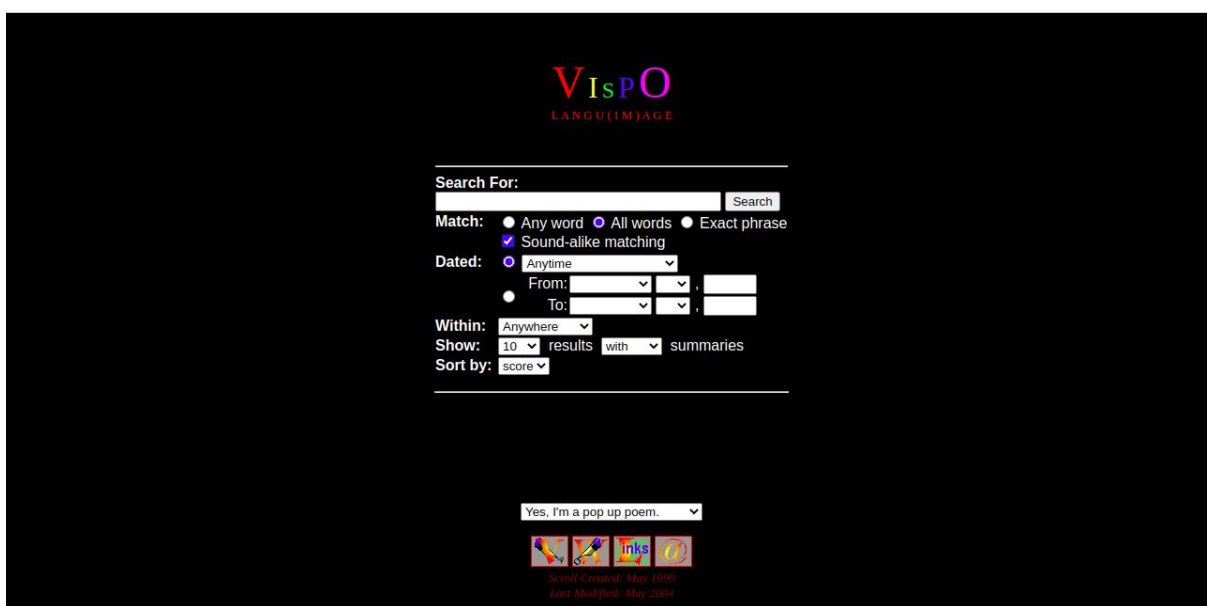 VIsPO
LANGU(IM)AGE
Search For:
Search
Match: Any word All words Exact phrase
Sound-alike matching
Dated: Anytime
From: ,
To: ,
Within: Anywhere
Show: 10 results with summaries
Sort by: score
Yes, I'm a pop up poem.
V W Links @
Scroll Created: May 1999
Last Modified: May 2004